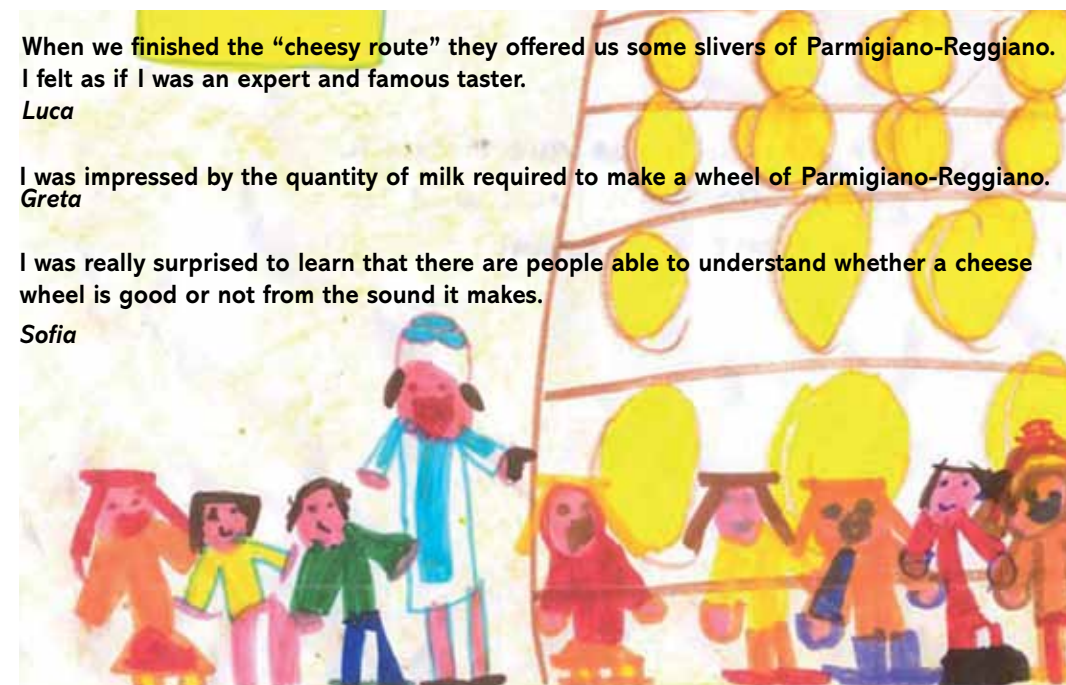 When we finished the “cheesy route” they offered us some slivers of Parmigiano-Reggiano.
I felt as if I was an expert and famous taster.
Luca
I was impressed by the quantity of milk required to make a wheel of Parmigiano-Reggiano.
Greta
I was really surprised to learn that there are people able to understand whether a cheese
wheel is good or not from the sound it makes.
Sofia